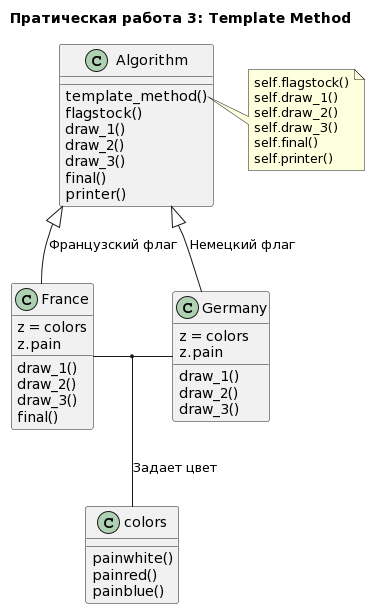 Пратическая работа 3: Template Method
C Algorithm
template_method()
flagstock()
draw_1()
draw_2()
draw_3()
final()
printer()
self.flagstock()
self.draw_1()
self.draw_2()
self.draw_3()
self.final()
self.printer()
Французский флаг
Немецкий флаг
C France
z = colors
z.pain
draw_1()
draw_2()
draw_3()
final()
C Germany
z = colors
z.pain
draw_1()
draw_2()
draw_3()
Задает цвет
C colors
painwhite()
painred()
painblue()